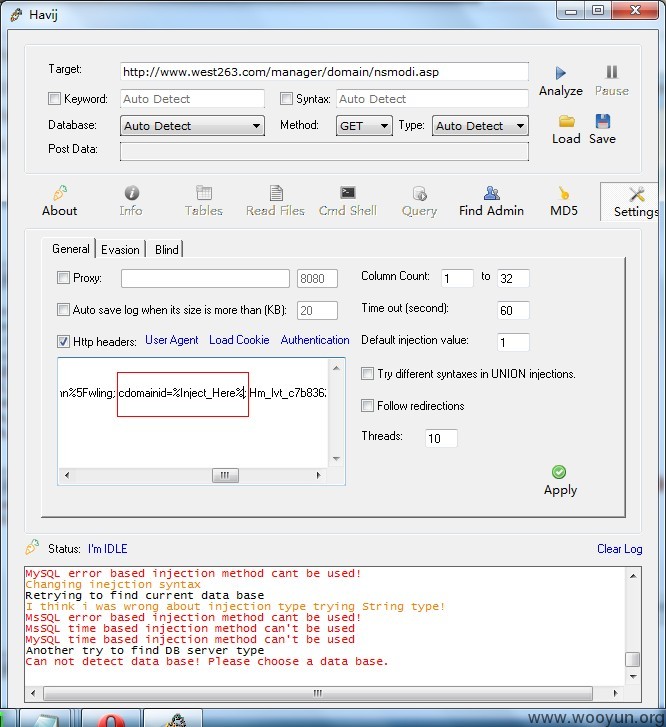 Havij
Target: http://www.west263.com/manager/domain/nsmodi.asp
Analyze Pause
Keyword: Auto Detect Syntax: Auto Detect
Database: Auto Detect Method: GET Type: Auto Detect
Load Save
Post Data:
About Info Tables Read Files Cmd Shell Query Find Admin MD5 Settings
General Evasion Blind
Proxy: 8080 Column Count: 1 to 32
Auto save log when its size is more than (KB): 20 Time out (second): 60
Http headers: User Agent Load Cookie Authentication Default injection value: 1
nn%5Fwling; cdomainid=%Inject_Here%; Hm_lvt_c7b8362
Try different syntaxes in UNION injections.
Follow redirections
Threads: 10
Apply
Status: I'm IDLE Clear Log
MySQL error based injection method cant be used!
Changing inejction syntax
Retrying to find current data base
I think i was wrong about injection type trying String type!
MsSQL error based injection method cant be used!
MsSQL time based injection method can't be used
MySQL time based injection method can't be used
Another try to find DB server type
Can not detect data base! Please choose a data base.
www.wooyun.org